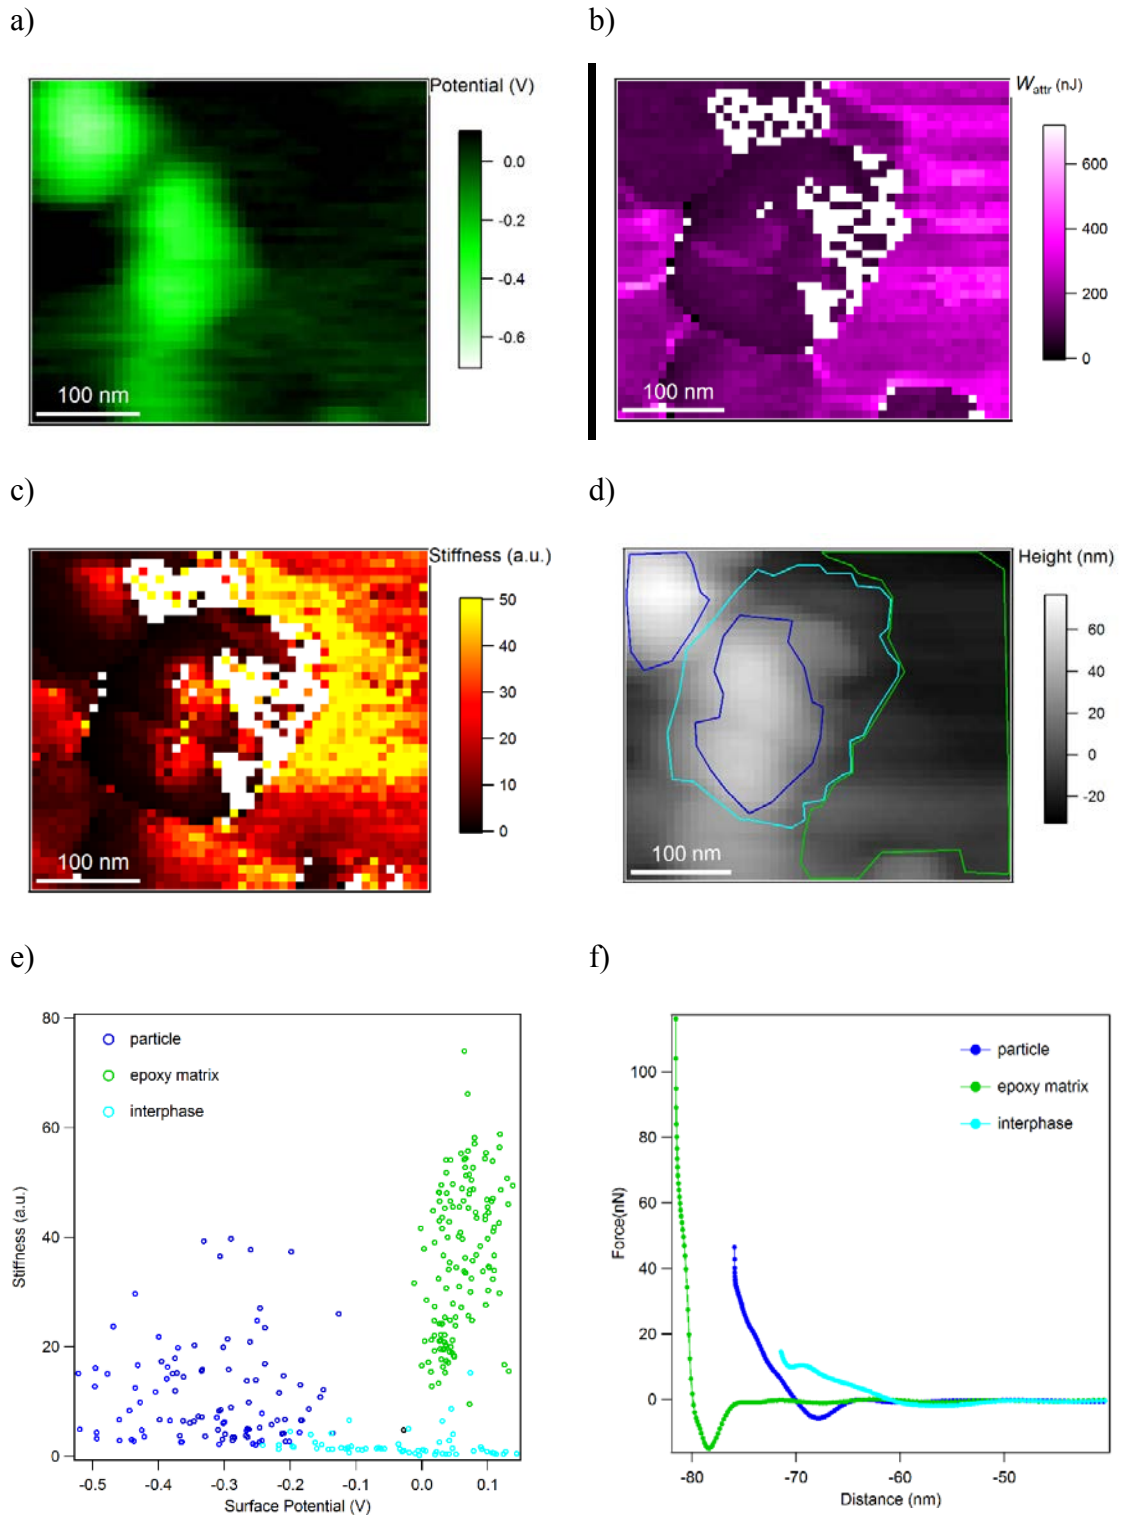 a)
b)
Potential (V)
0.0
-0.2
-0.4
-0.6
100 nm
Wattr (nJ)
600
400
200
0
100 nm
c)
d)
Stiffness (a.u.)
50
40
30
20
10
0
100 nm
Height (nm)
60
40
20
0
-20
100 nm
e)
f)
80
60
40
20
0
Stiffness (a.u.)
particle
epoxy matrix
interphase
-0.5 -0.4 -0.3 -0.2 -0.1 0.0 0.1
Surface Potential (V)
100
80
60
40
20
0
Force(nN)
particle
epoxy matrix
interphase
-80 -70 -60 -50
Distance (nm)